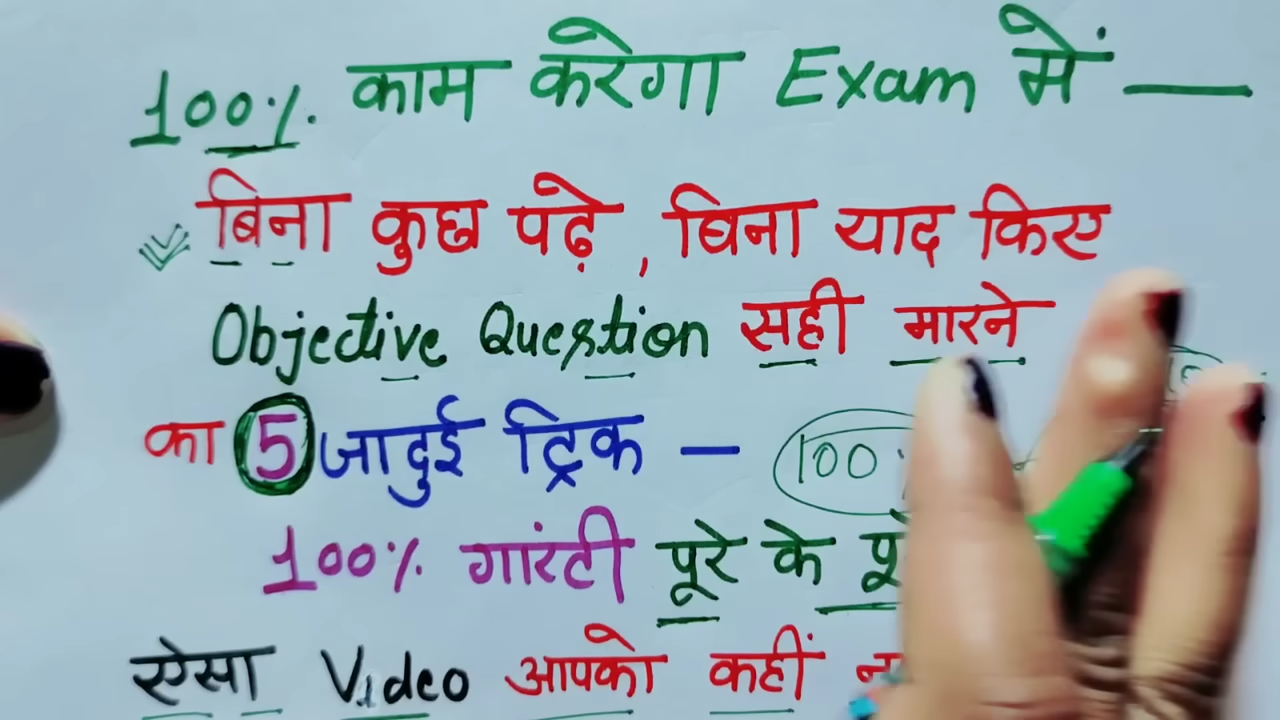 100% काम करेगा Exam में —
बिना कुछ पढ़े, बिना याद किए
Objective Question सही मारने
का 5 जादुई ट्रिक — 100
100% गारंटी पूरे के
ऐसा Video आपको कहीं